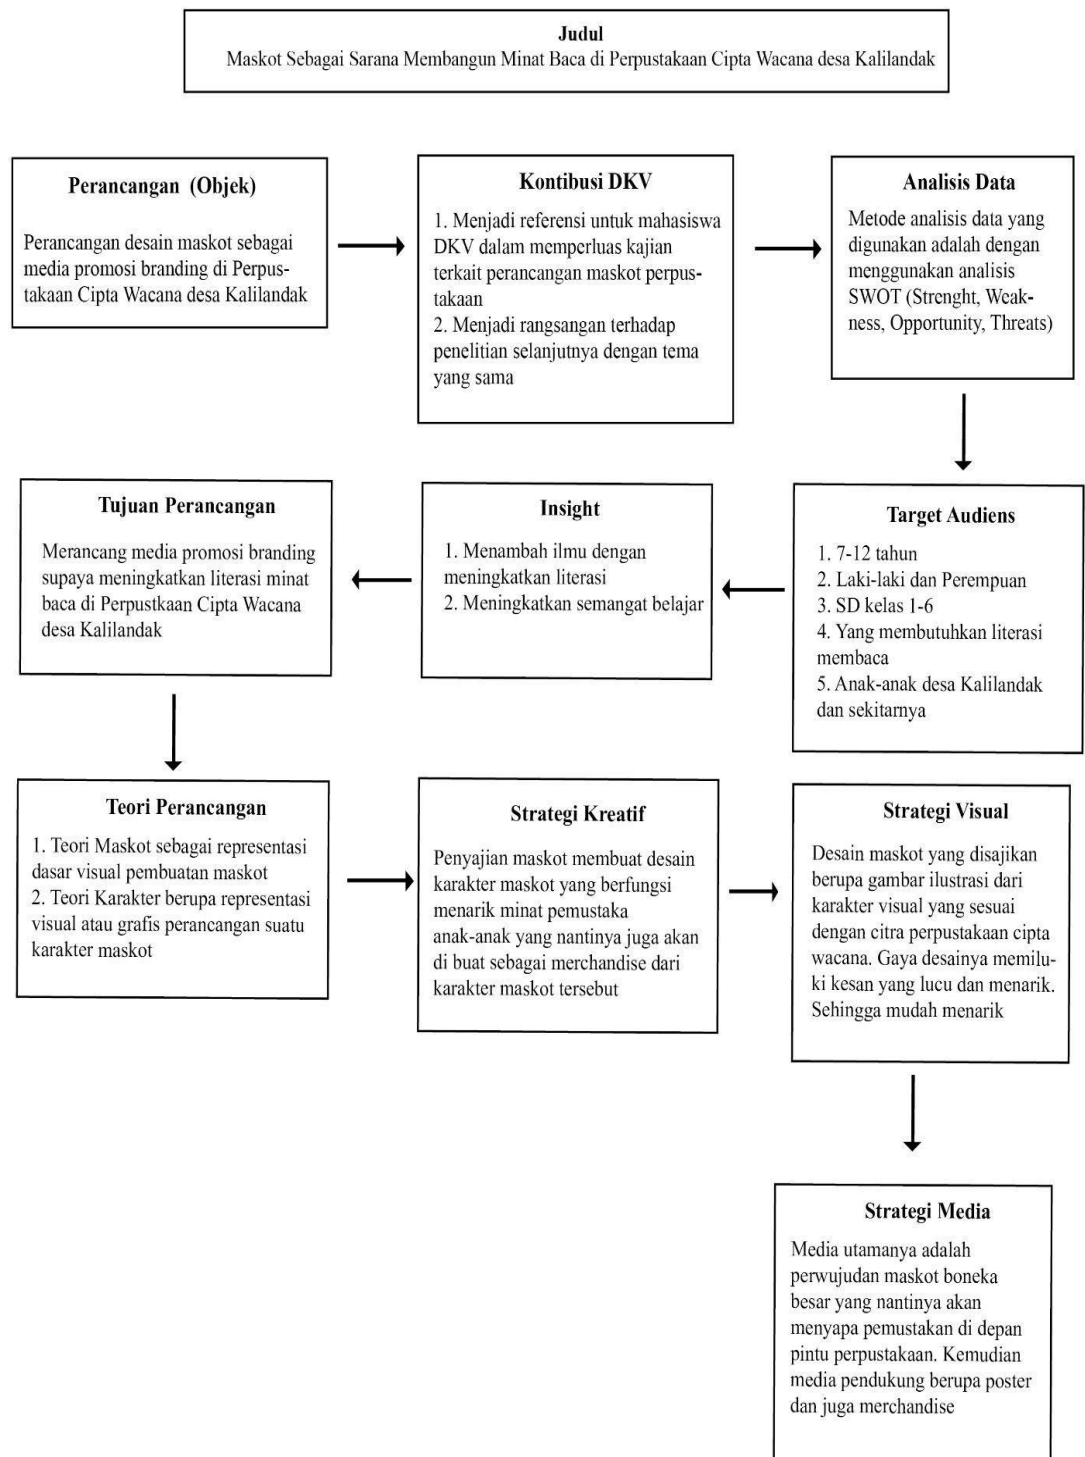 Judul
Maskot Sebagai Sarana Membangun Minat Baca di Perpustakaan Cipta Wacana desa Kalilandak
Perancangan (Objek)
Perancangan desain maskot sebagai
media promosi branding di Perpus-
takaan Cipta Wacana desa Kalilandak
Kontibusi DKV
1. Menjadi referensi untuk mahasiswa
DKV dalam memperluas kajian
terkait perancangan maskot perpus-
takaan
2. Menjadi rangsangan terhadap
penelitian selanjutnya dengan tema
yang sama
Analisis Data
Metode analisis data yang
digunakan adalah dengan
menggunakan analisis
SWOT (Strenght, Weak-
ness, Opportunity, Threats)
Target Audiens
1. 7-12 tahun
2. Laki-laki dan Perempuan
3. SD kelas 1-6
4. Yang membutuhkan literasi
membaca
5. Anak-anak desa Kalilandak
dan sekitarnya
Insight
1. Menambah ilmu dengan
meningkatkan literasi
2. Meningkatkan semangat belajar
Tujuan Perancangan
Merancang media promosi branding
supaya meningkatkan literasi minat
baca di Perpustkaan Cipta Wacana
desa Kalilandak
Teori Perancangan
1. Teori Maskot sebagai representasi
dasar visual pembuatan maskot
2. Teori Karakter berupa representasi
visual atau grafis perancangan suatu
karakter maskot
Strategi Kreatif
Penyajian maskot membuat desain
karakter maskot yang berfungsi
menarik minat pemustaka
anak-anak yang nantinya juga akan
di buat sebagai merchandise dari
karakter maskot tersebut
Strategi Visual
Desain maskot yang disajikan
berupa gambar ilustrasi dari
karakter visual yang sesuai
dengan citra perpustakaan cipta
wacana. Gaya desainya memilu-
ki kesan yang lucu dan menarik.
Sehingga mudah menarik
Strategi Media
Media utamanya adalah
perwujudan maskot boneka
besar yang nantinya akan
menyapa pemustakan di depan
pintu perpustakaan. Kemudian
media pendukung berupa poster
dan juga merchandise